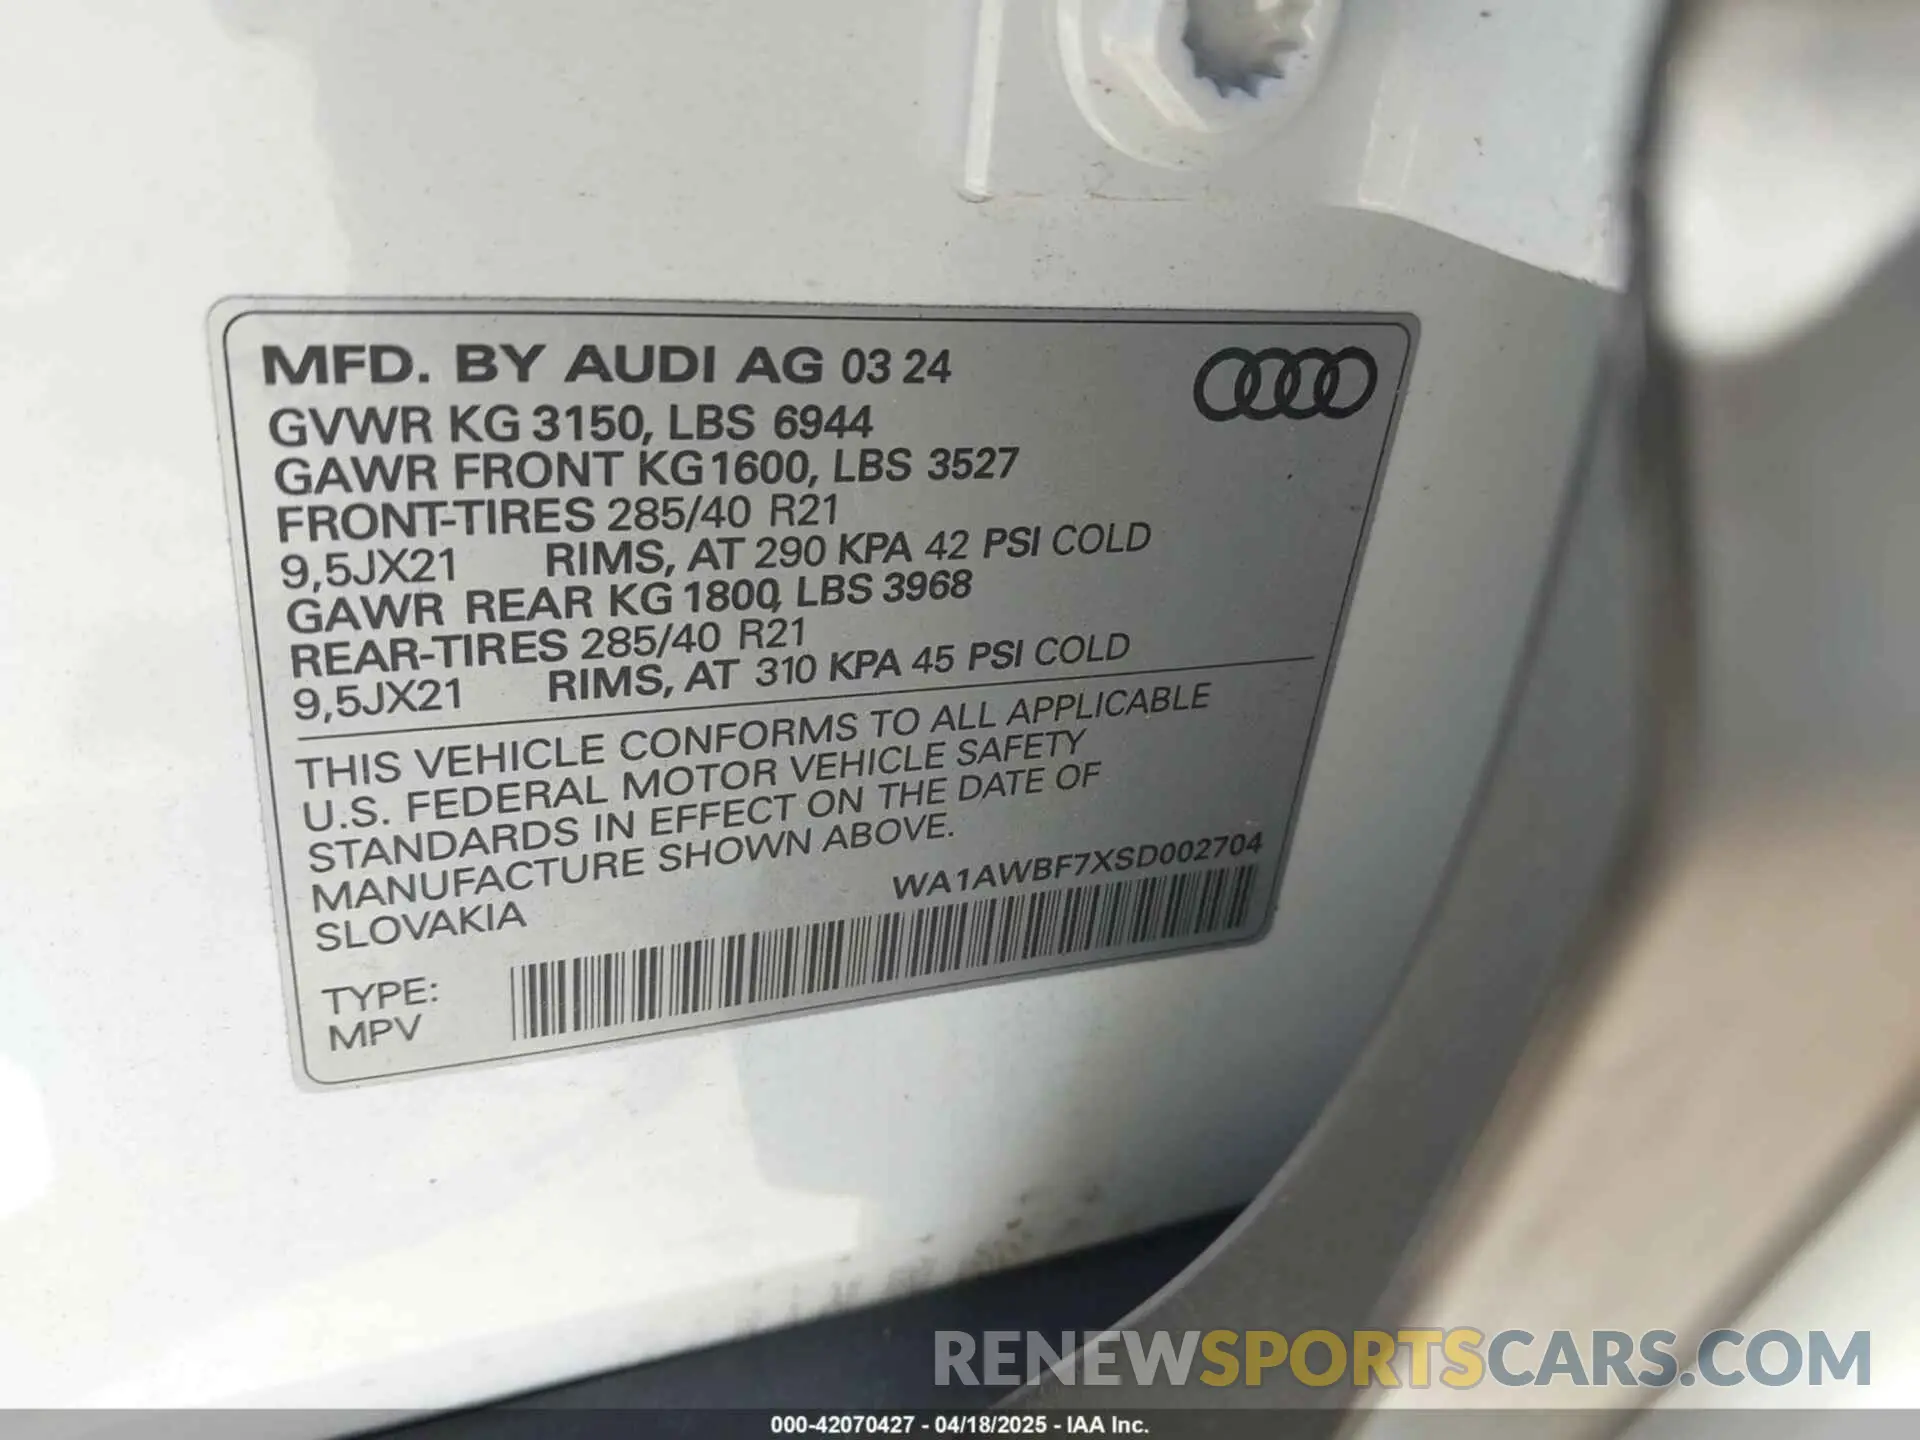 MFD. BY AUDI AG 03 24
GVWR KG 3150, LBS 6944
GAWR FRONT KG 1600, LBS 3527
FRONT-TIRES 285/40 R21
9,5JX21 RIMS, AT 290 KPA 42 PSI COLD
GAWR REAR KG 1800, LBS 3968
REAR-TIRES 285/40 R21
9,5JX21 RIMS, AT 310 KPA 45 PSI COLD
THIS VEHICLE CONFORMS TO ALL APPLICABLE
U.S. FEDERAL MOTOR VEHICLE SAFETY
STANDARDS IN EFFECT ON THE DATE OF
MANUFACTURE SHOWN ABOVE.
SLOVAKIA
WA1AWBF7XSD002704
TYPE:
MPV
RENEWSPORTSCARS.COM
000-42070427 - 04/18/2025 - IAA Inc.